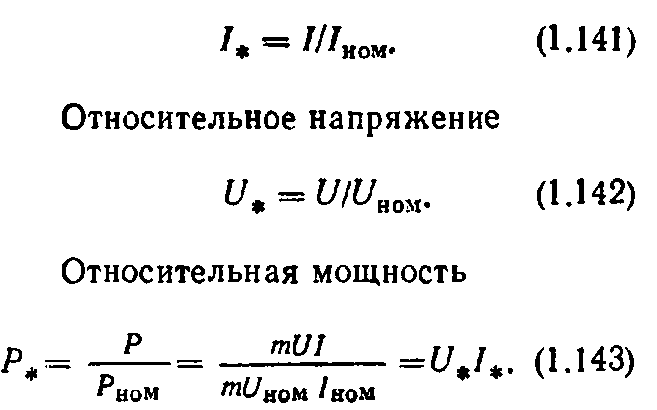 I* = I/Iном. (1.141)
Относительное напряжение
U* = U/Uном. (1.142)
Относительная мощность
P* = P/Pном = mUI/mUном Iном = U*I*. (1.143)